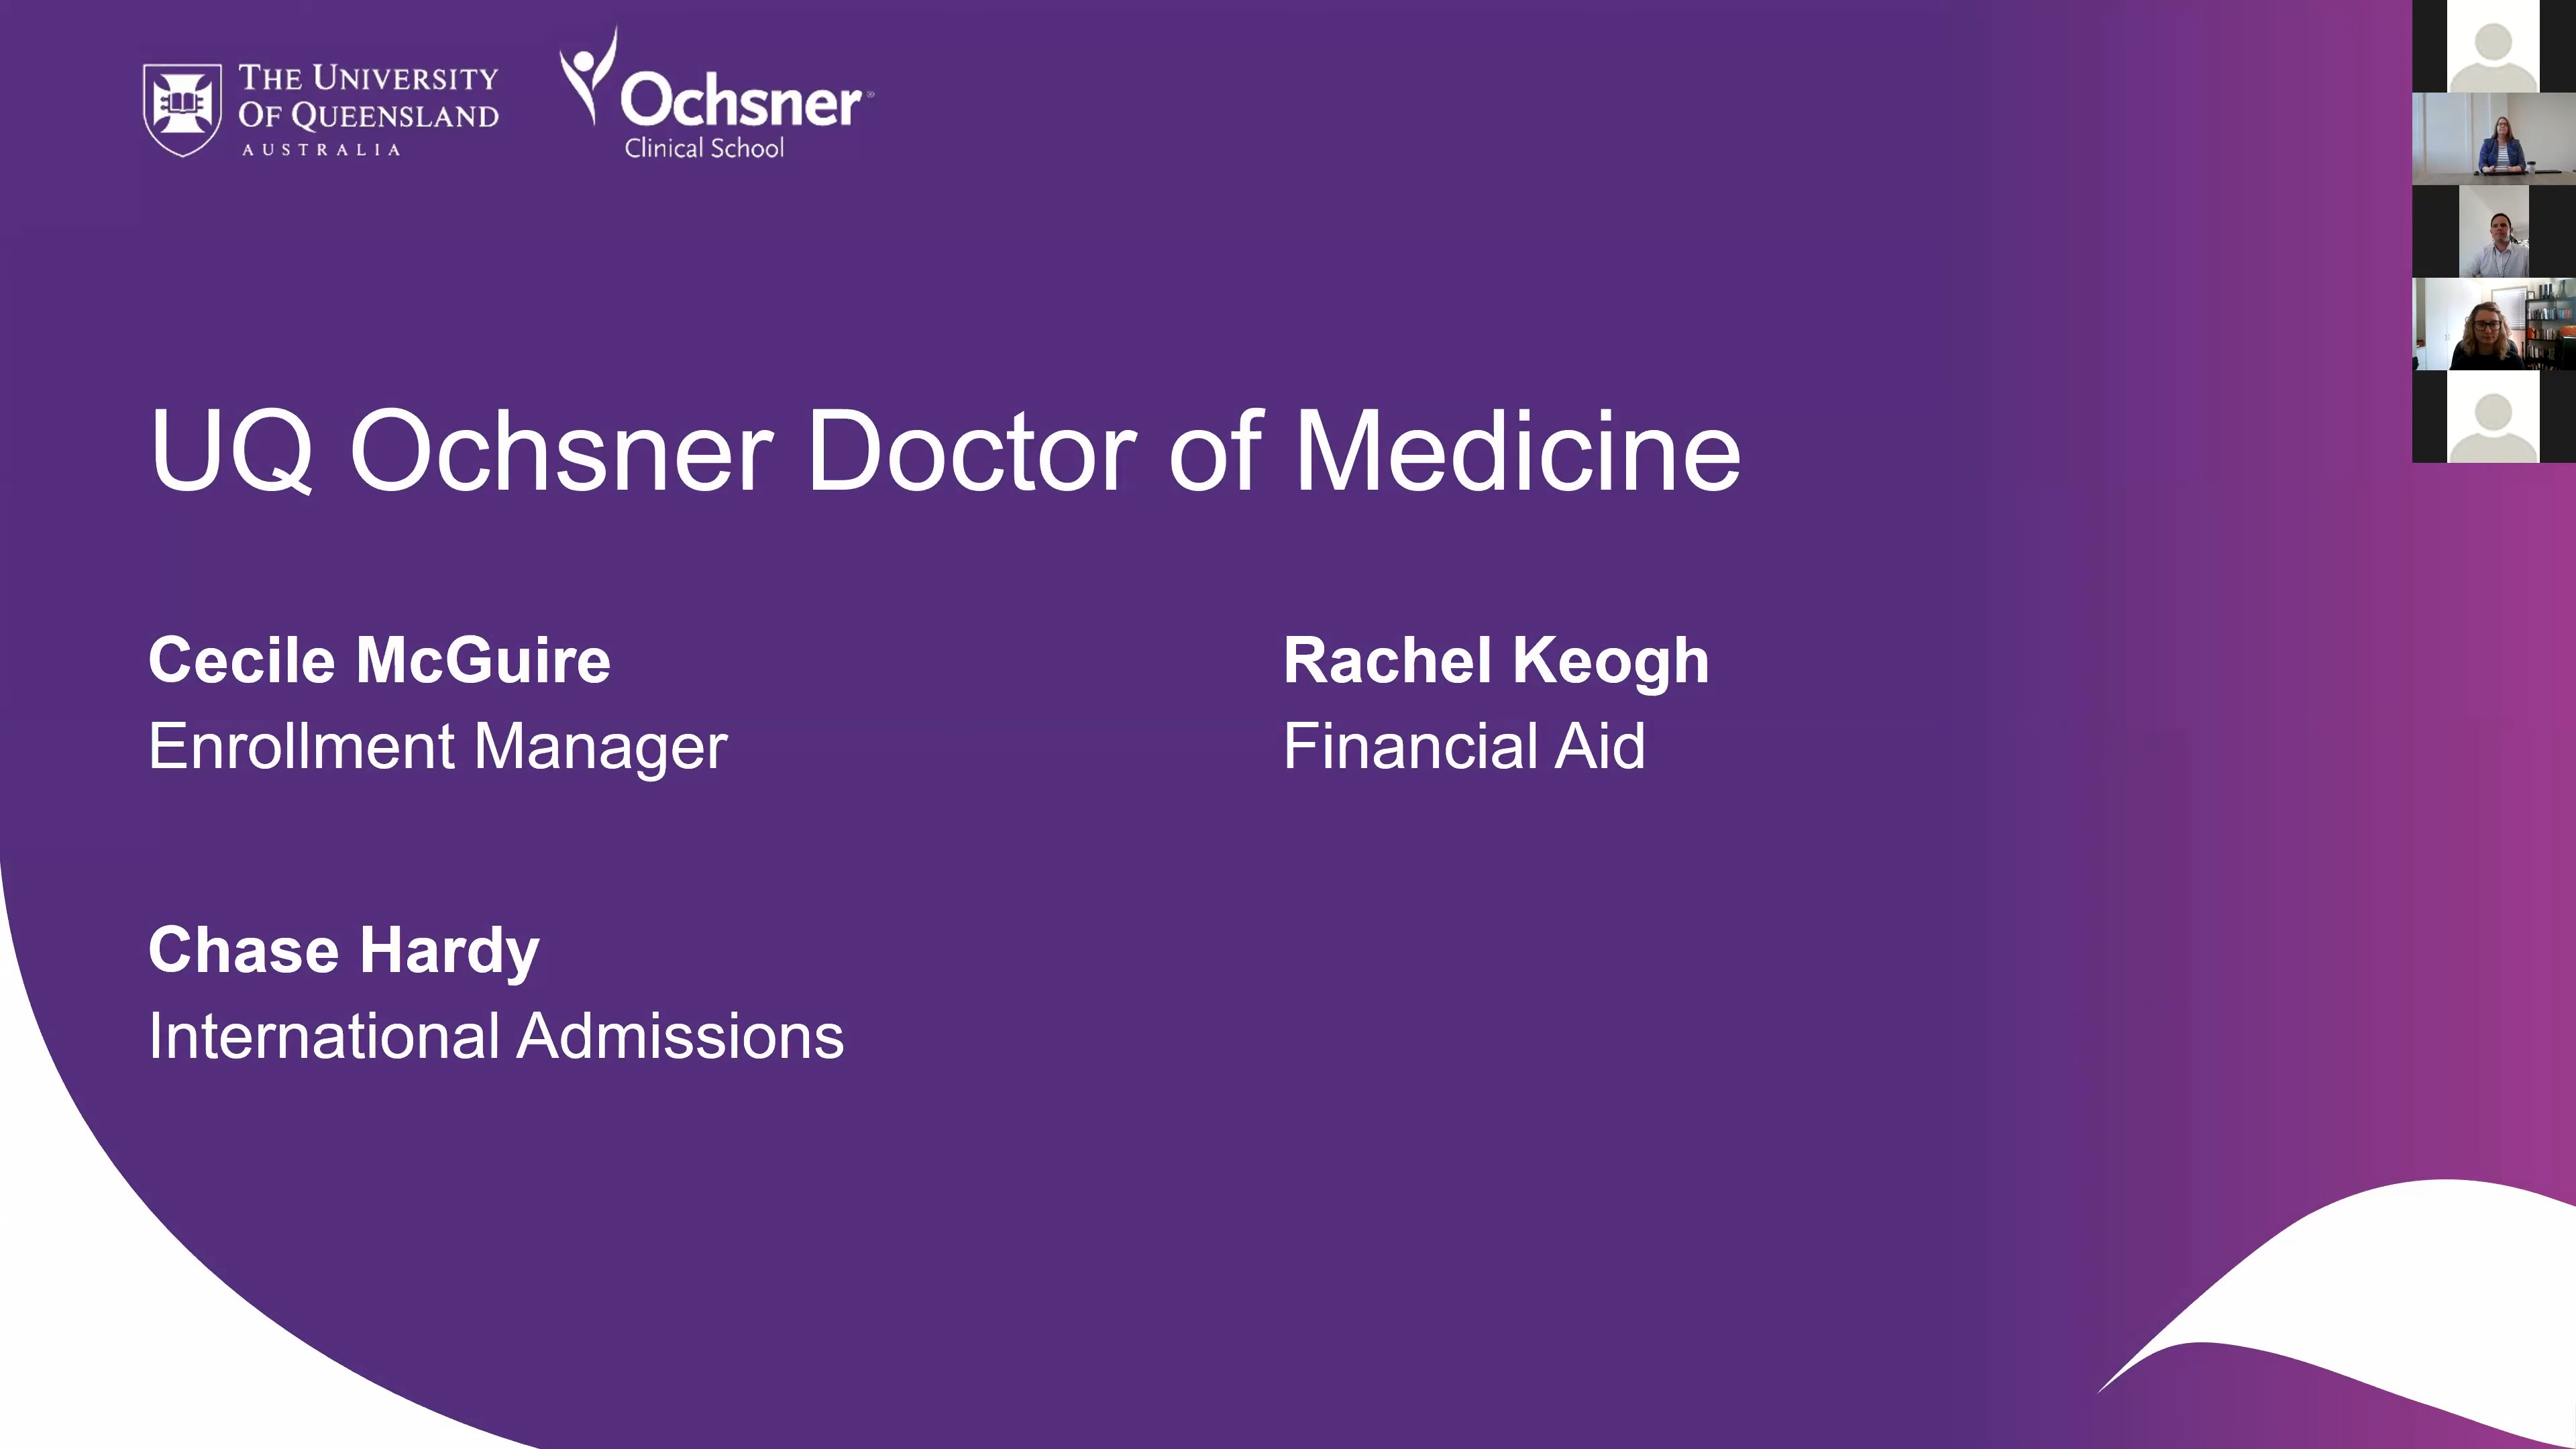 THE UNIVERSITY
OF QUEENSLAND
AUSTRALIA
Ochsner®
Clinical School
UQ Ochsner Doctor of Medicine
Cecile McGuire
Enrollment Manager
Rachel Keogh
Financial Aid
Chase Hardy
International Admissions